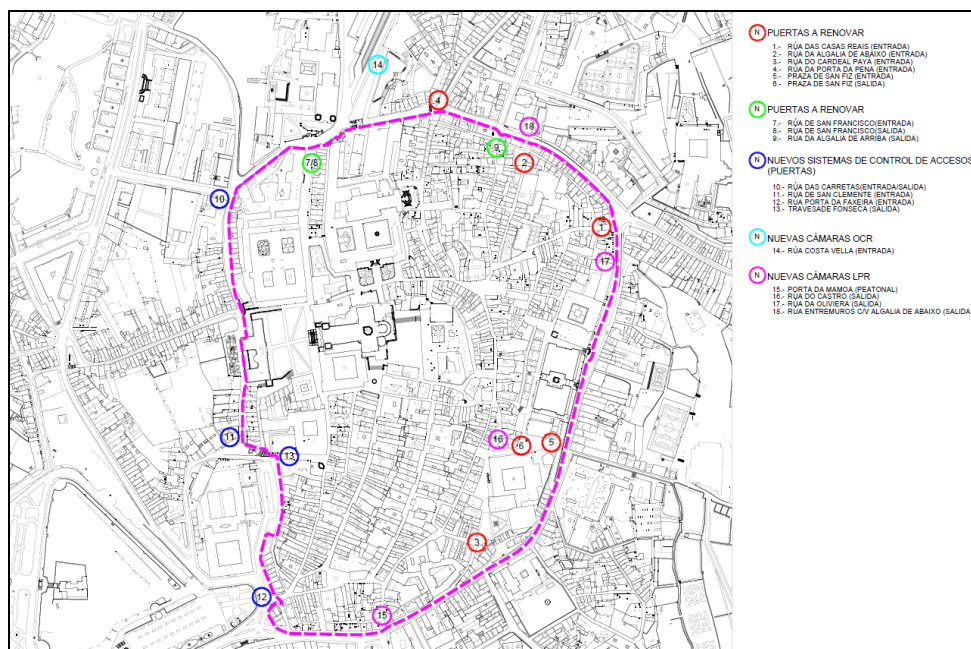 N PUERTAS A RENOVAR
1.- RÚA DAS CASAS REAIS (ENTRADA)
2.- RÚA DA ALGALIA DE ABAIXO (ENTRADA)
3.- RÚA DO CARDEAL PAYÁ (ENTRADA)
4.- RÚA DA PORTA DA PENA (ENTRADA)
5.- PRAZA DE SAN FIZ (ENTRADA)
6.- PRAZA DE SAN FIZ (SALIDA)
N PUERTAS A RENOVAR
7.- RÚA DE SAN FRANCISCO(ENTRADA)
8.- RÚA DE SAN FRANCISCO(SALIDA)
9.- RÚA DA ALGALIA DE ARRIBA (SALIDA)
N NUEVOS SISTEMAS DE CONTROL DE ACCESOS
(PUERTAS)
10.- RÚA DAS CARRETAS(ENTRADA/SALIDA)
11.- RÚA DE SAN CLEMENTE (ENTRADA)
12.- RÚA PORTA DA FAXEIRA (ENTRADA)
13.- TRAVESADE FONSECA (SALIDA)
N NUEVAS CÁMARAS OCR
14.- RÚA COSTA VELLA (ENTRADA)
N NUEVAS CÁMARAS LPR
15.- PORTA DA MAMOA (PEATONAL)
16.- RÚA DO CASTRO (SALIDA)
17.- RÚA DA OLIVIERA (SALIDA)
18.- RÚA ENTREMUROS C/V ALGALIA DE ABAIXO (SALIDA)
14
4
18
9
7/8
2
10
1
17
11
13
16
6
5
3
12
15